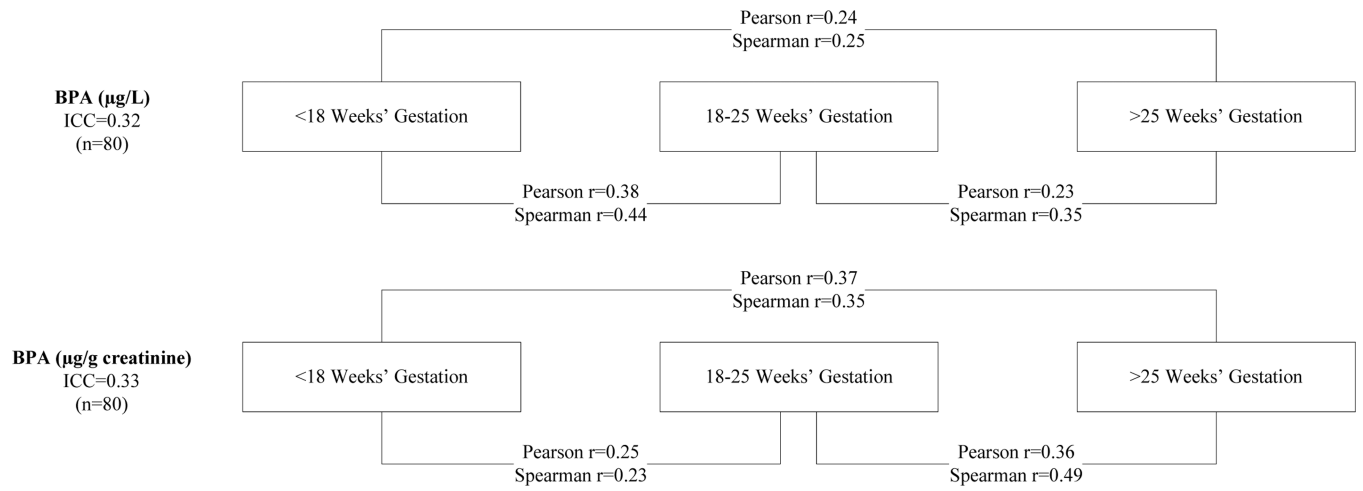 Pearson r=0.24
Spearman r=0.25
BPA (µg/L)
ICC=0.32
(n=80)
<18 Weeks’ Gestation
18-25 Weeks’ Gestation
>25 Weeks’ Gestation
Pearson r=0.38
Spearman r=0.44
Pearson r=0.23
Spearman r=0.35
Pearson r=0.37
Spearman r=0.35
BPA (µg/g creatinine)
ICC=0.33
(n=80)
<18 Weeks’ Gestation
18-25 Weeks’ Gestation
>25 Weeks’ Gestation
Pearson r=0.25
Spearman r=0.23
Pearson r=0.36
Spearman r=0.49